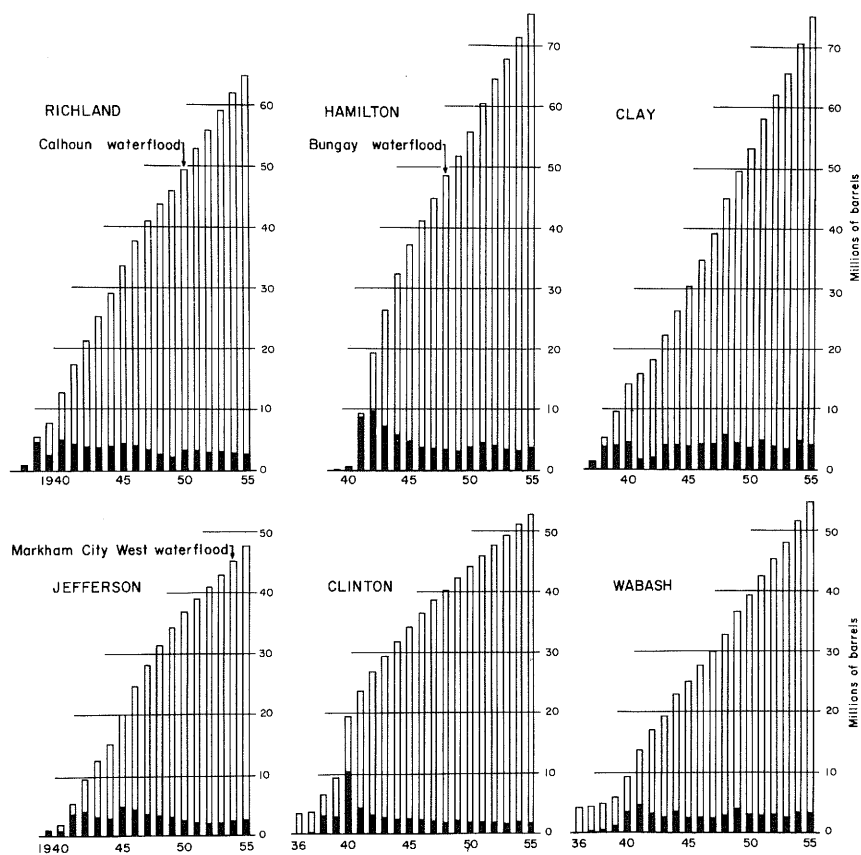 RICHLAND
Calhoun waterflood
60
50
40
30
20
10
0
1940 45 50 55
HAMILTON
Bungay waterflood
70
60
50
40
30
20
10
0
40 45 50 55
CLAY
70
60
50
40
30
20
10
0
Millions of barrels
40 45 50 55
Markham City West waterflood
JEFFERSON
50
40
30
20
10
0
1940 45 50 55
CLINTON
50
40
30
20
10
0
36 40 45 50 55
WABASH
50
40
30
20
10
0
Millions of barrels
36 40 45 50 55